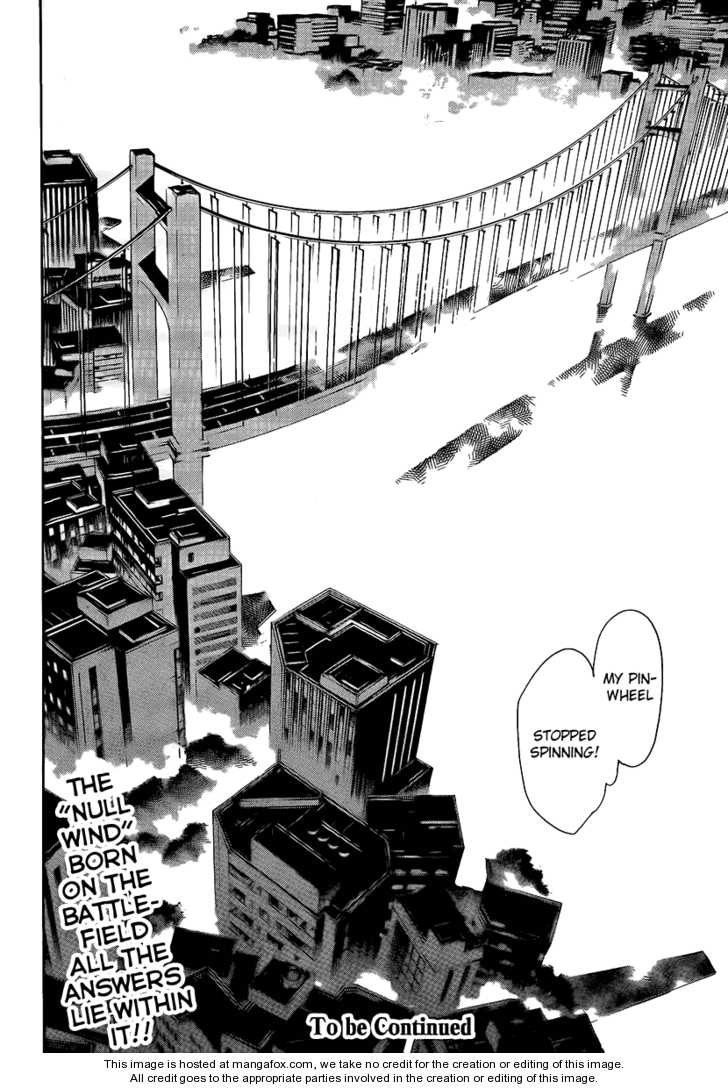 MY PIN-
WHEEL
STOPPED
SPINNING!
THE
"NULL
WIND"
BORN
ON THE
BATTLE-
FIELD
ALL THE
ANSWERS
LIE WITHIN
IT!!
To be Continued
This image is hosted at mangafox.com, we take no credit for the creation or editing of this image.
All credit goes to the appropriate parties involved in the creation or editing of this image.